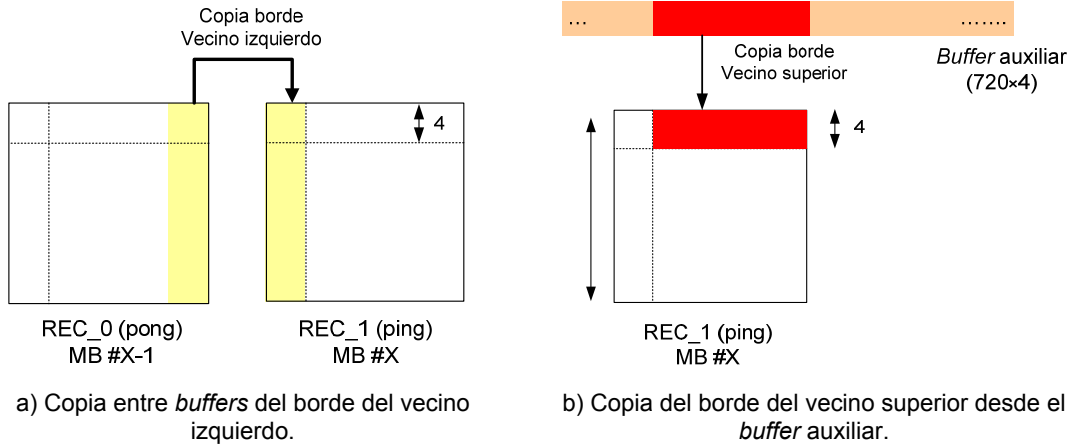 Copia borde
Vecino izquierdo
4
REC_0 (pong)
MB #X-1
REC_1 (ping)
MB #X
a) Copia entre buffers del borde del vecino
izquierdo.
... .......
Copia borde
Vecino superior
Buffer auxiliar
(720×4)
4
REC_1 (ping)
MB #X
b) Copia del borde del vecino superior desde el
buffer auxiliar.